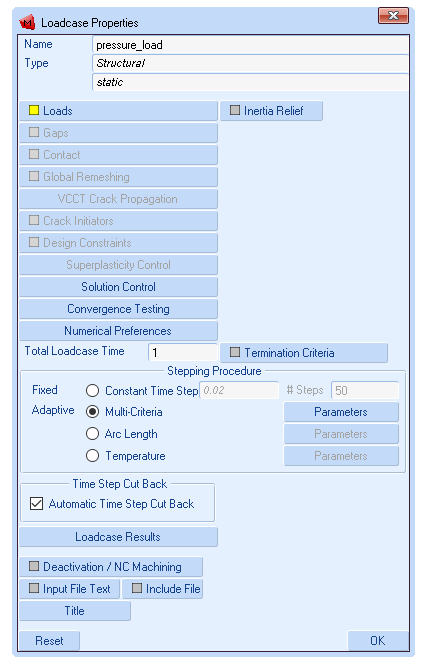 Loadcase Properties
Name pressure_load
Type Structural
static
Loads Inertia Relief
Gaps
Contact
Global Remeshing
VCCT Crack Propagation
Crack Initiators
Design Constraints
Superplasticity Control
Solution Control
Convergence Testing
Numerical Preferences
Total Loadcase Time 1 Termination Criteria
Stepping Procedure
Fixed Constant Time Step 0.02 # Steps 50
Adaptive Multi-Criteria Parameters
Arc Length Parameters
Temperature Parameters
Time Step Cut Back
Automatic Time Step Cut Back
Loadcase Results
Deactivation / NC Machining
Input File Text Include File
Title
Reset OK